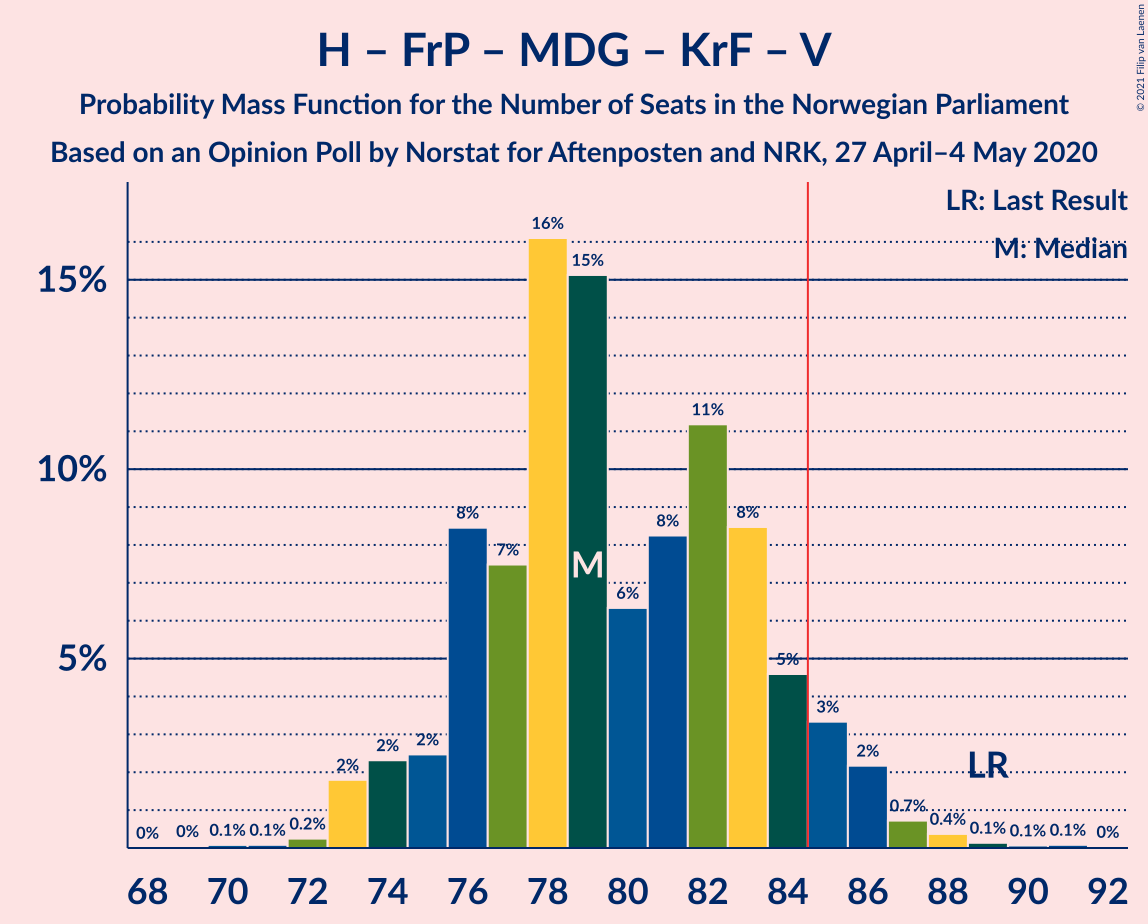 H – FrP – MDG – KrF – V
Probability Mass Function for the Number of Seats in the Norwegian Parliament
Based on an Opinion Poll by Norstat for Aftenposten and NRK, 27 April–4 May 2020
© 2021 Filip van Laenen
LR: Last Result
M: Median
15%
10%
5%
0% 0% 0.1% 0.1% 0.2% 2% 2% 2% 8% 7% 16% 15% 6% 8% 11% 8% 5% 3% 2% 0.7% 0.4% 0.1% 0.1% 0.1% 0%
M
LR
68 70 72 74 76 78 80 82 84 86 88 90 92